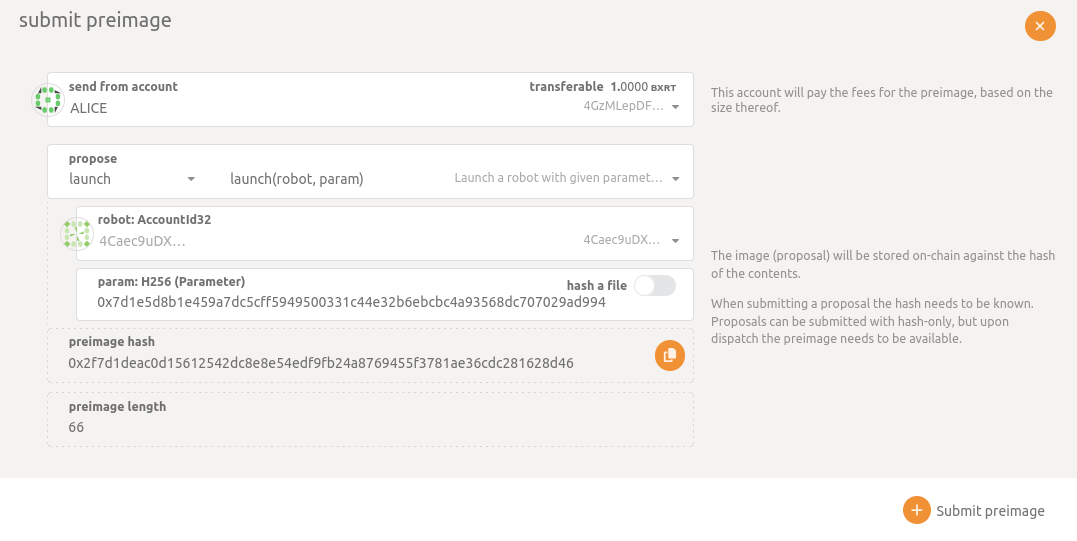 submit preimage
send from account
transferable 1.0000 BXRT
ALICE
4GzMLepDF...
This account will pay the fees for the preimage, based on the
size thereof.
propose
launch
launch(robot, param)
Launch a robot with given paramet...
robot: AccountId32
4Caec9uDX...
4Caec9uDX...
The image (proposal) will be stored on-chain against the hash
of the contents.
param: H256 (Parameter)
hash a file
0x7d1e5d8b1e459a7dc5cff5949500331c44e32b6ebcbc4a93568dc707029ad994
When submitting a proposal the hash needs to be known.
Proposals can be submitted with hash-only, but upon
dispatch the preimage needs to be available.
preimage hash
0x2f7d1deac0d15612542dc8e8e54edf9fb24a8769455f3781ae36cdc281628d46
preimage length
66
Submit preimage